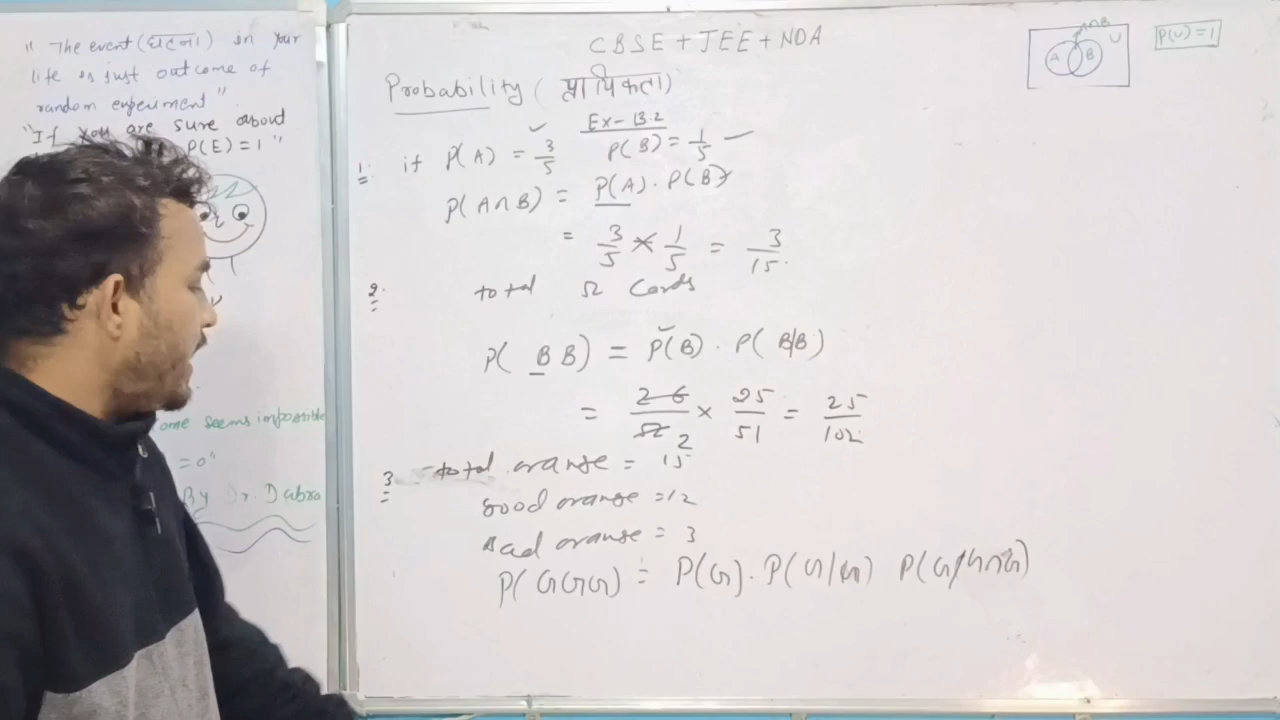 " The event (घटना) in your
life is just outcome of
random experiment"
"If you are sure about
P(E) = 1 "
ome seems impossible
= 0"
By Dr. Dabra
CBSE + JEE + NDA
Probability ( प्रायिकता)
Ex - 13.2
1. if P(A) = 3/5 P(B) = 1/5
P(A∩B) = P(A) . P(B)
= 3/5 × 1/5 = 3/15.
2. total 52 Cards
P( B B) = P(B) . P( B/B)
= 26/52 2 × 25/51 = 25/102
3 total orange = 15
Good orange = 12
Bad orange = 3
P( GGG) = P(G) . P(G/G) P(G/G∩G)
A∩B
A B U
P(U) = 1